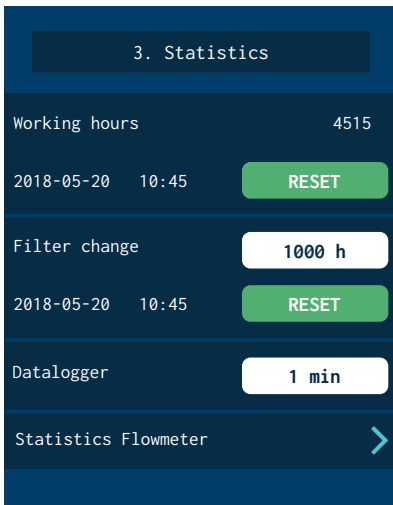 3. Statistics
Working hours 4515
2018-05-20 10:45 RESET
Filter change 1000 h
2018-05-20 10:45 RESET
Datalogger 1 min
Statistics Flowmeter